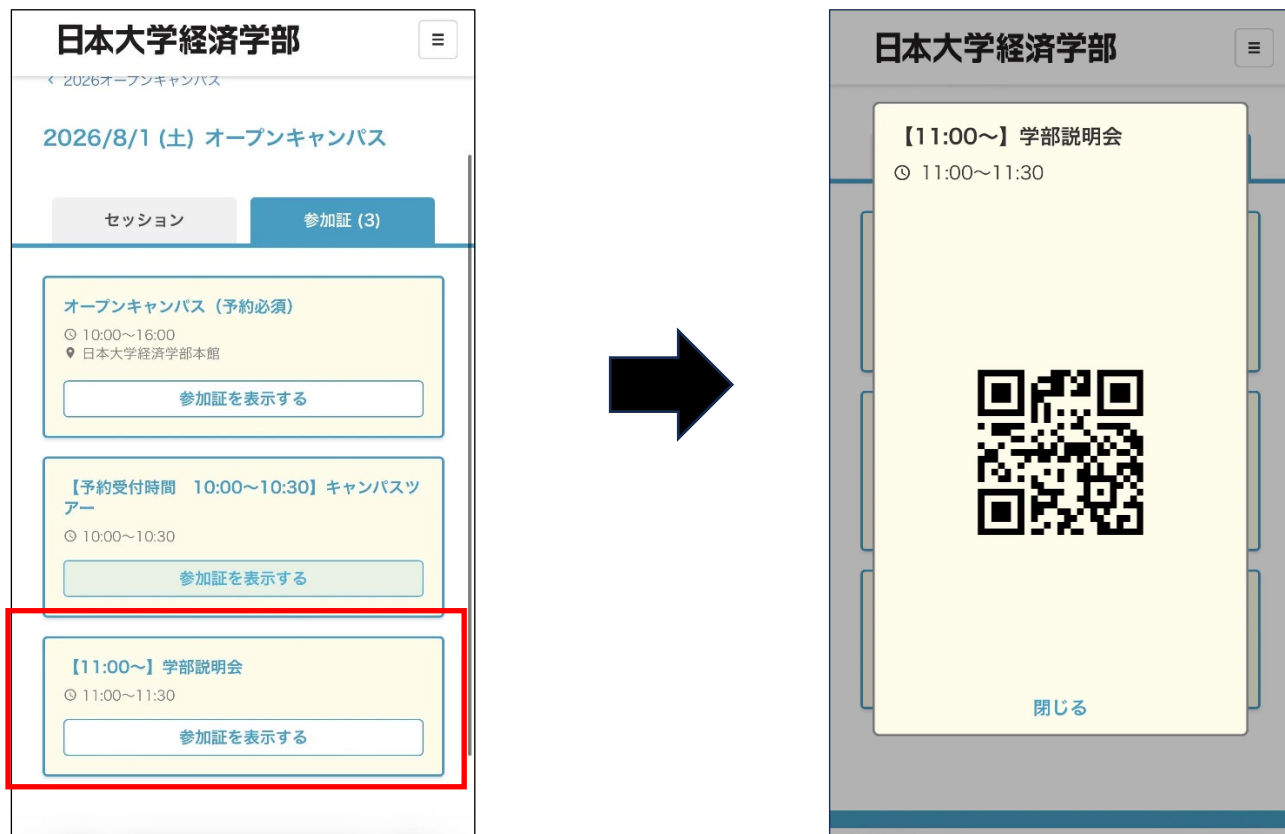 日本大学経済学部
< 2026オープンキャンパス
2026/8/1 (土) オープンキャンパス
セッション
参加証 (3)
オープンキャンパス（予約必須）
10:00〜16:00
日本大学経済学部本館
参加証を表示する
【予約受付時間　10:00〜10:30】キャンパスツ
アー
10:00〜10:30
参加証を表示する
【11:00〜】学部説明会
11:00〜11:30
参加証を表示する
日本大学経済学部
【11:00〜】学部説明会
11:00〜11:30
閉じる